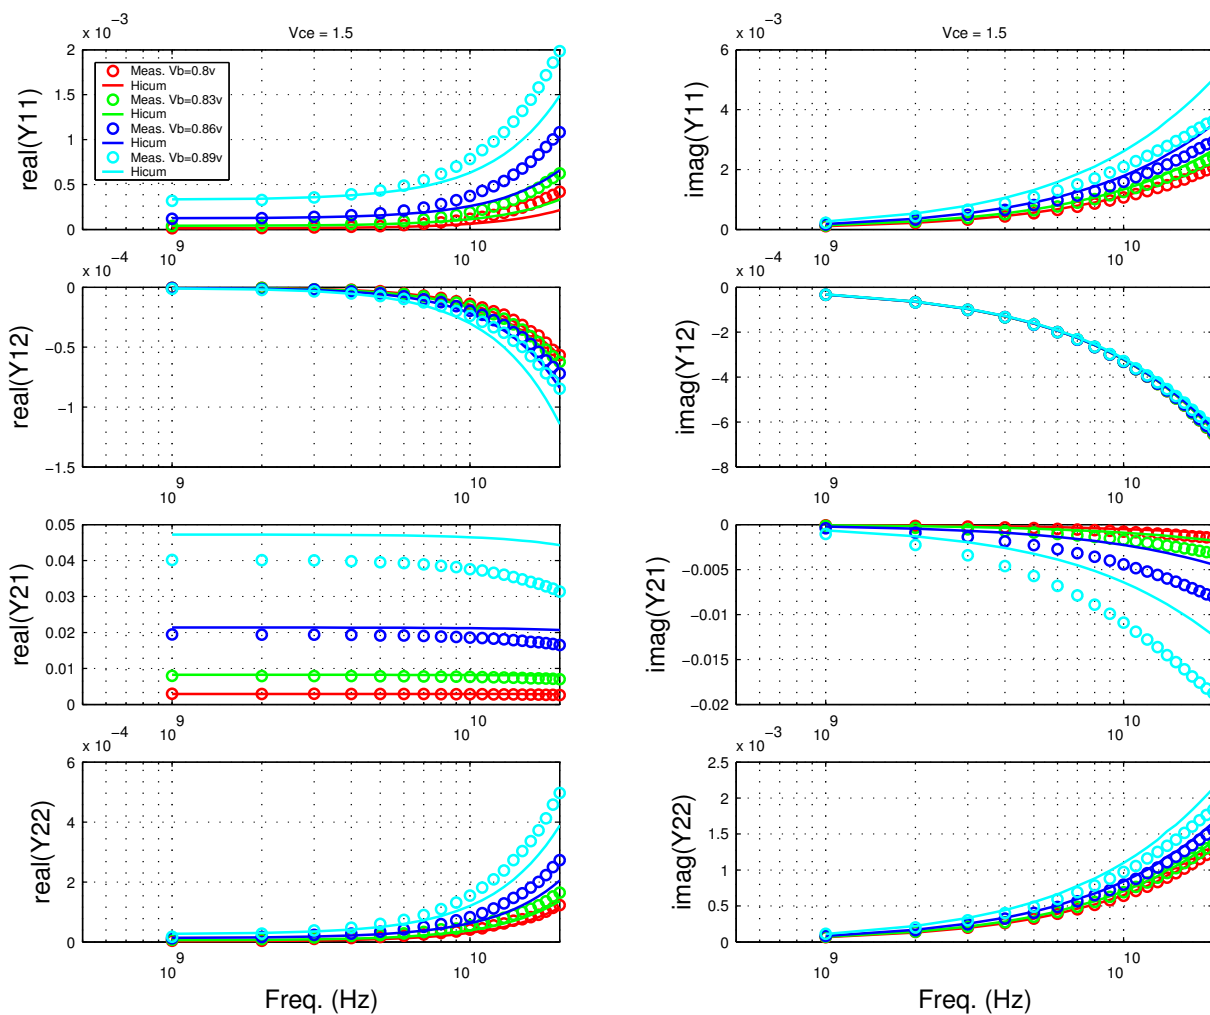 x 10
−3
Vce = 1.5
2
1.5
1
0.5
0
real(Y11)
Meas. Vb=0.8v
Hicum
Meas. Vb=0.83v
Hicum
Meas. Vb=0.86v
Hicum
Meas. Vb=0.89v
Hicum
10
9
10
10
x 10
−3
Vce = 1.5
6
4
2
0
imag(Y11)
10
9
10
10
x 10
−4
0
−0.5
−1
−1.5
real(Y12)
10
9
10
10
x 10
−4
0
−2
−4
−6
−8
imag(Y12)
10
9
10
10
0.05
0.04
0.03
0.02
0.01
0
real(Y21)
10
9
10
10
0
−0.005
−0.01
−0.015
−0.02
imag(Y21)
10
9
10
10
x 10
−4
6
4
2
0
real(Y22)
10
9
10
10
Freq. (Hz)
x 10
−3
2.5
2
1.5
1
0.5
0
imag(Y22)
10
9
10
10
Freq. (Hz)